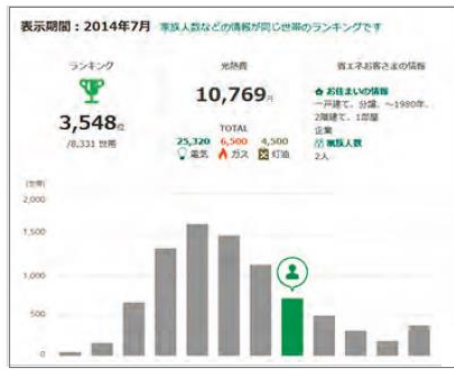 表示期間：2014年7月 家族人数などの情報が同じ世帯のランキングです
ランキング
3,548位
/8,331 世帯
光熱費
10,769円
TOTAL
25,320 6,500 4,500
電気 ガス 灯油
省エネお客さまの情報
お住まいの情報
一戸建て、分譲、～1980年、
2階建て、1部屋
企業
家族人数
2人
(世帯)
2,000
1,500
1,000
500
0